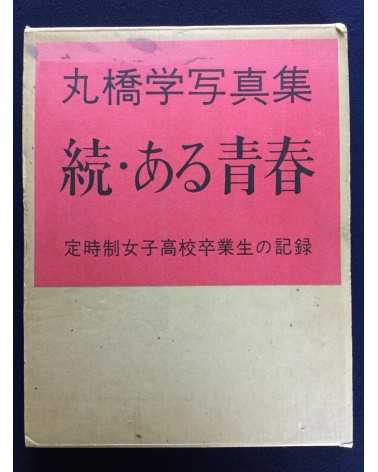 丸橋学写真集
続・ある青春
定時制女子高校卒業生の記録